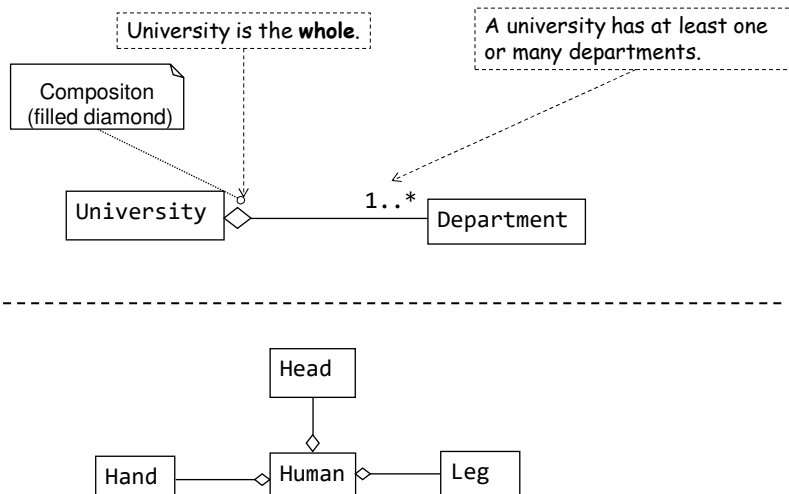 University is the whole.
A university has at least one
or many departments.
Compositon
(filled diamond)
University
1..*
Department
Head
Hand
Human
Leg